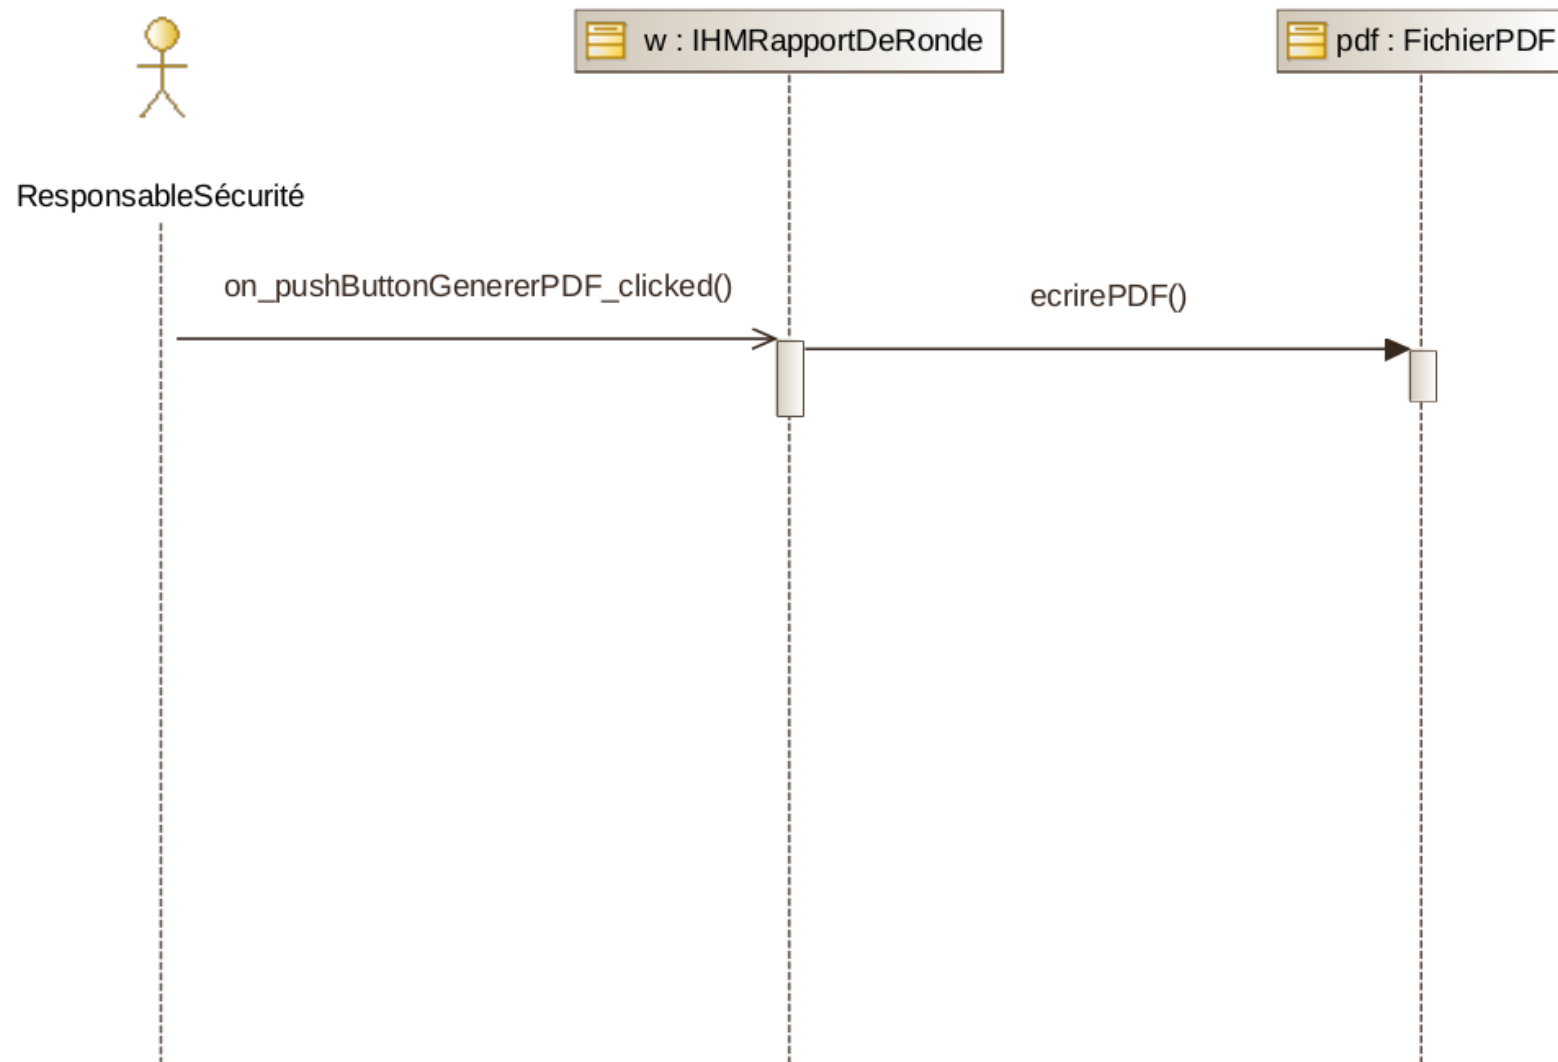 w : IHMRapportDeRonde
pdf : FichierPDF
ResponsableSécurité
on_pushButtonGenererPDF_clicked()
ecrirePDF()